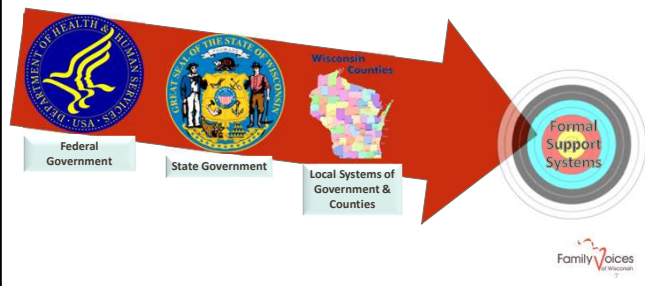 DEPARTMENT OF HEALTH & HUMAN SERVICES · USA
GREAT SEAL OF THE STATE OF WISCONSIN
Wisconsin
Counties
Federal
Government
State Government
Local Systems of
Government &
Counties
Formal
Support
Systems
Family Voices
of Wisconsin
7